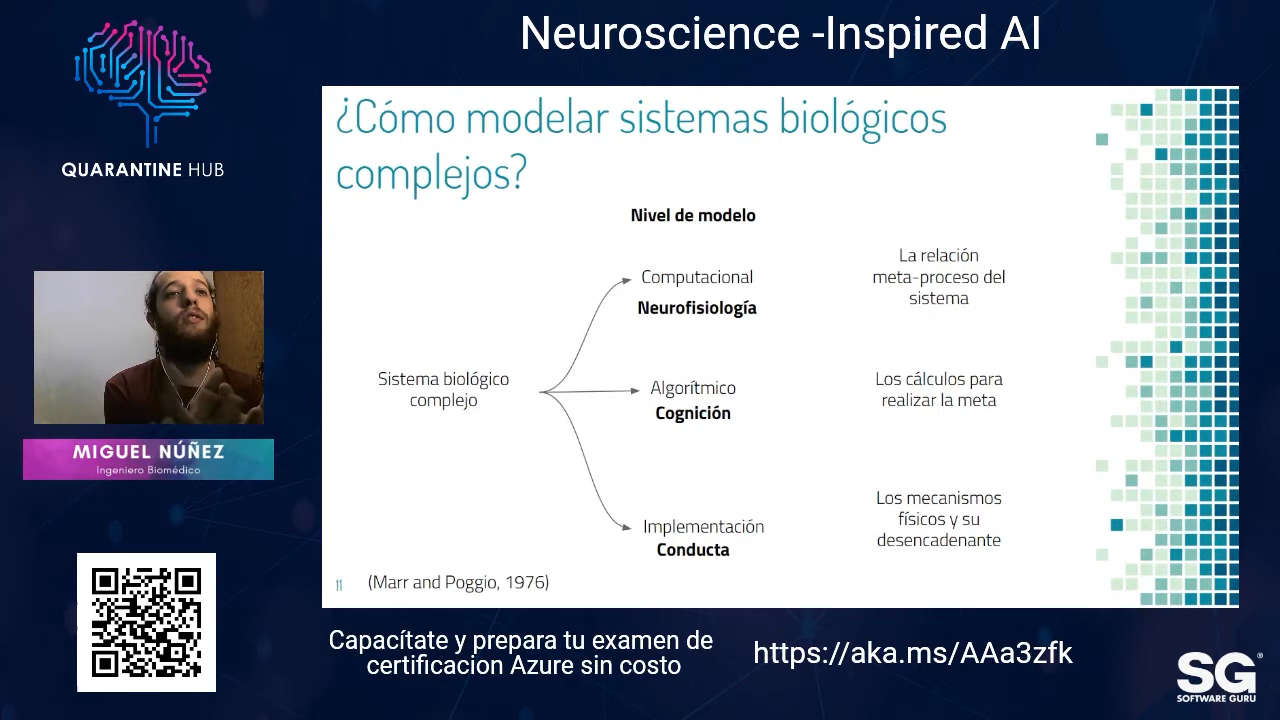 Neuroscience -Inspired AI
QUARANTINE HUB
¿Cómo modelar sistemas biológicos
complejos?
Nivel de modelo
Computacional
Neurofisiología
La relación
meta-proceso del
sistema
Sistema biológico
complejo
Algorítmico
Cognición
Los cálculos para
realizar la meta
Implementación
Conducta
Los mecanismos
físicos y su
desencadenante
11
(Marr and Poggio, 1976)
MIGUEL NÚÑEZ
Ingeniero Biomédico
Capacítate y prepara tu examen de
certificacion Azure sin costo
https://aka.ms/AAa3zfk
SG
®
SOFTWARE GURU